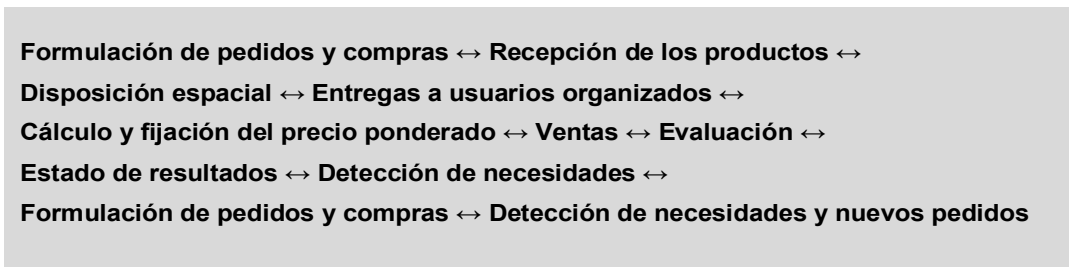 Formulación de pedidos y compras ↔ Recepción de los productos ↔
Disposición espacial ↔ Entregas a usuarios organizados ↔
Cálculo y fijación del precio ponderado ↔ Ventas ↔ Evaluación ↔
Estado de resultados ↔ Detección de necesidades ↔
Formulación de pedidos y compras ↔ Detección de necesidades y nuevos pedidos